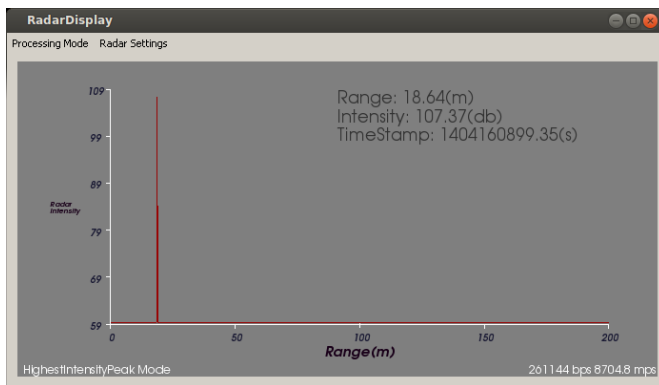 RadarDisplay
Processing Mode Radar Settings
Range: 18.64(m)
Intensity: 107.37(db)
TimeStamp: 1404160899.35(s)
109
99
89
Radar
Intensity
79
69
59
0 50 100 150 200
Range(m)
HighestIntensityPeak Mode 261144 bps 8704.8 mps